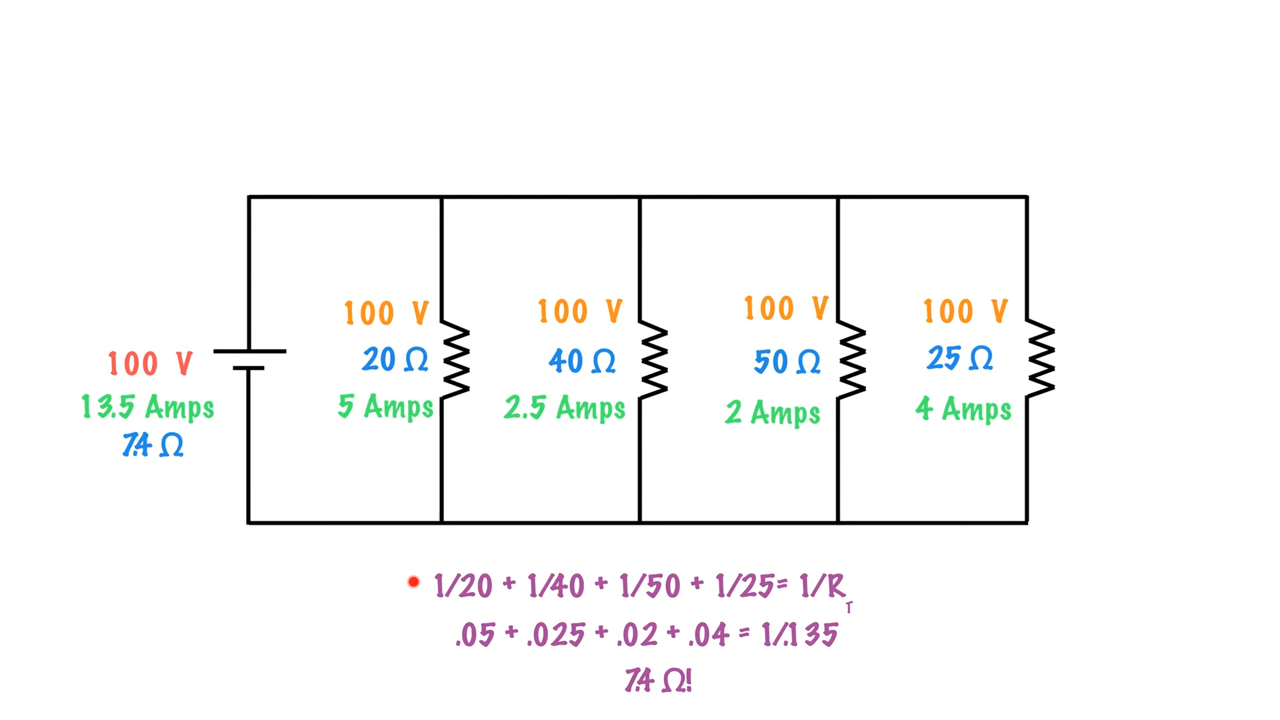 100 V
13.5 Amps
7.4 Ω
100 V
20 Ω
5 Amps
100 V
40 Ω
2.5 Amps
100 V
50 Ω
2 Amps
100 V
25 Ω
4 Amps
1/20 + 1/40 + 1/50 + 1/25= 1/R
T
.05 + .025 + .02 + .04 = 1/.135
7.4 Ω!